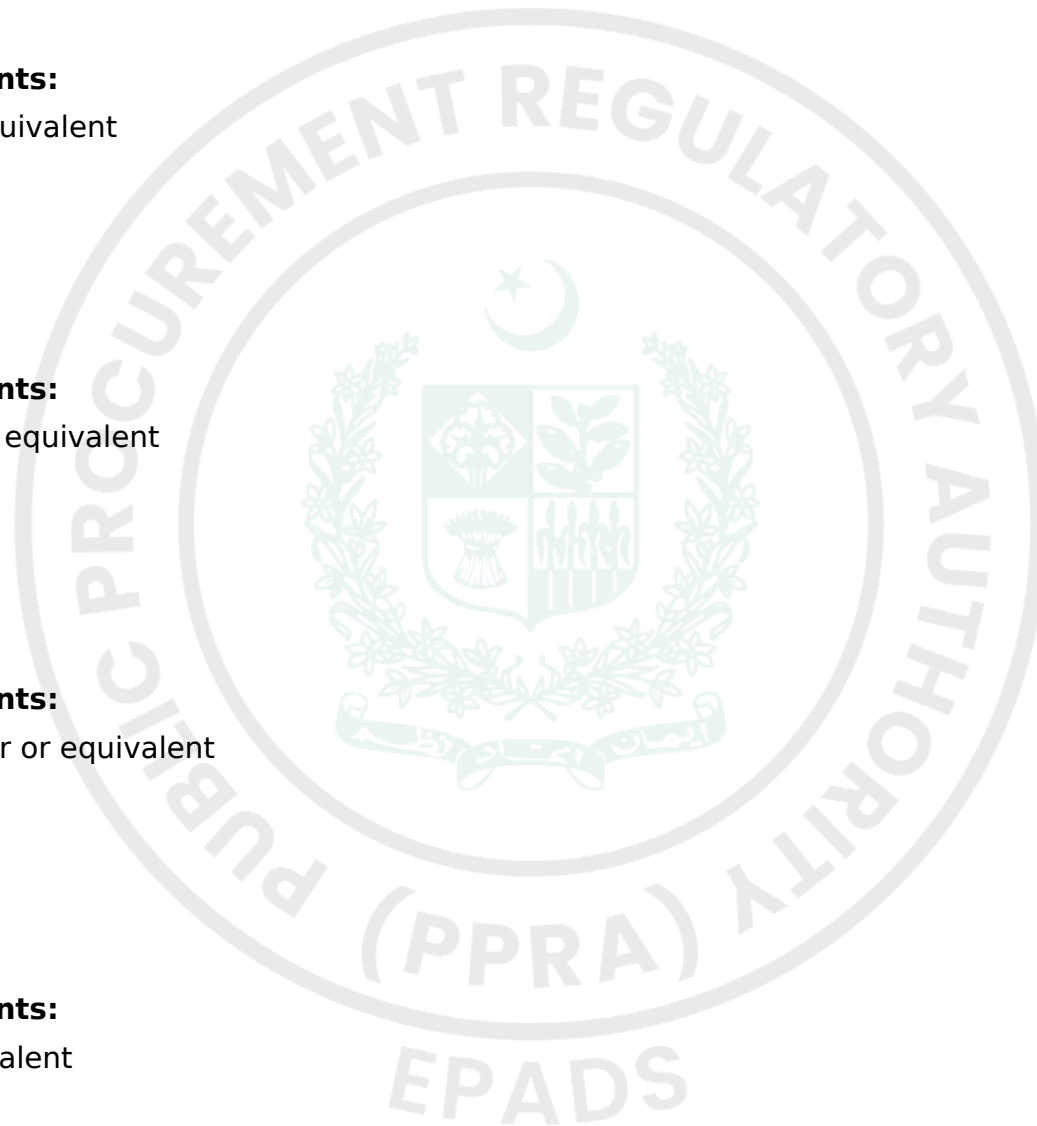 nts:
uivalent
nts:
equivalent
nts:
r or equivalent
nts:
alent
PUBLIC PROCUREMENT REGULATORY AUTHORITY
(PPRA)
EPADS